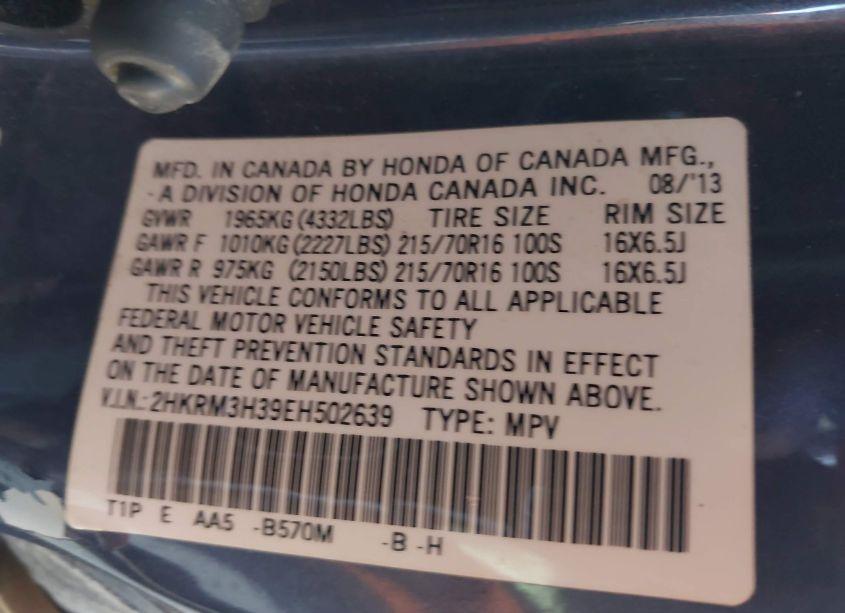 MFD. IN CANADA BY HONDA OF CANADA MFG.,
-A DIVISION OF HONDA CANADA INC. 08/'13
GVWR 1965KG (4332LBS) TIRE SIZE RIM SIZE
GAWR F 1010KG (2227LBS) 215/70R16 100S 16X6.5J
GAWR R 975KG (2150LBS) 215/70R16 100S 16X6.5J
THIS VEHICLE CONFORMS TO ALL APPLICABLE
FEDERAL MOTOR VEHICLE SAFETY
AND THEFT PREVENTION STANDARDS IN EFFECT
ON THE DATE OF MANUFACTURE SHOWN ABOVE.
V.I.N.: 2HKRM3H39EH502639 TYPE: MPV
T1P E AA5 -B570M -B -H